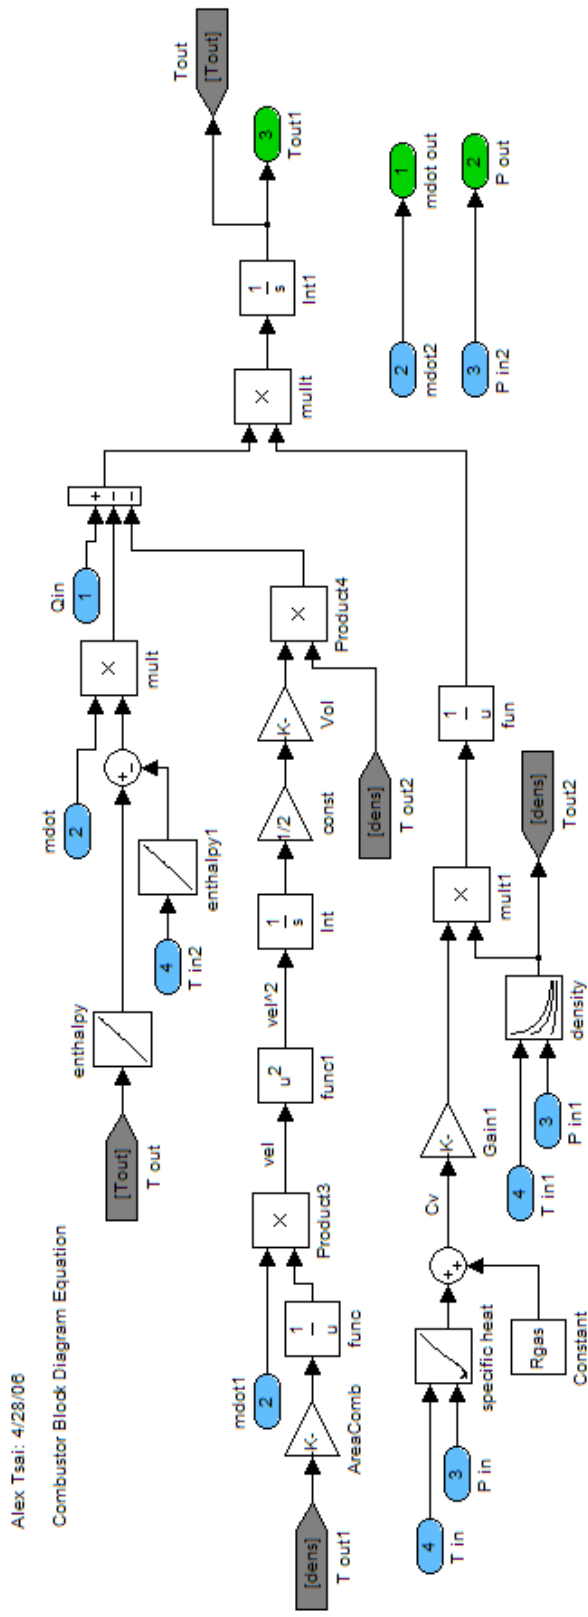 Alex Tsai: 4/28/06
Combustor Block Diagram Equation
[Tout]
T out
enthalpy
4
T in2
enthalpy1
+-
2
mdot
×
mult
1
Qin
+
−
−
[dens]
T out1
-K-
AreaComb
1
u
func
2
mdot1
×
Product3
vel
u2
func1
vel^2
1
s
Int
1/2
const
-K-
Vol
[dens]
T out2
×
Product4
4
T in
3
P in
specific heat
Rgas
Constant
++
Cv
-K-
Gain1
4
T in1
3
P in1
density
×
mult1
[dens]
Tout2
1
u
fun
×
mullt
1
s
Int1
[Tout]
Tout
3
Tout1
2
mdot2
1
mdot out
3
P in2
2
P out